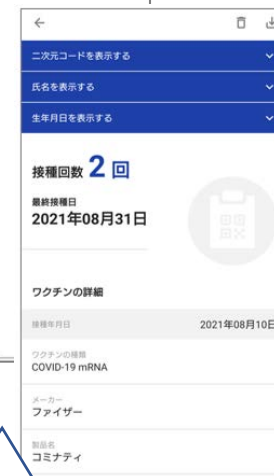 二次元コードを表示する
氏名を表示する
生年月日を表示する
接種回数 2 回
最終接種日
2021年08月31日
ワクチンの詳細
接種年月日 2021年08月10日
ワクチンの種類
COVID-19 mRNA
メーカー
ファイザー
製品名
コミナティ